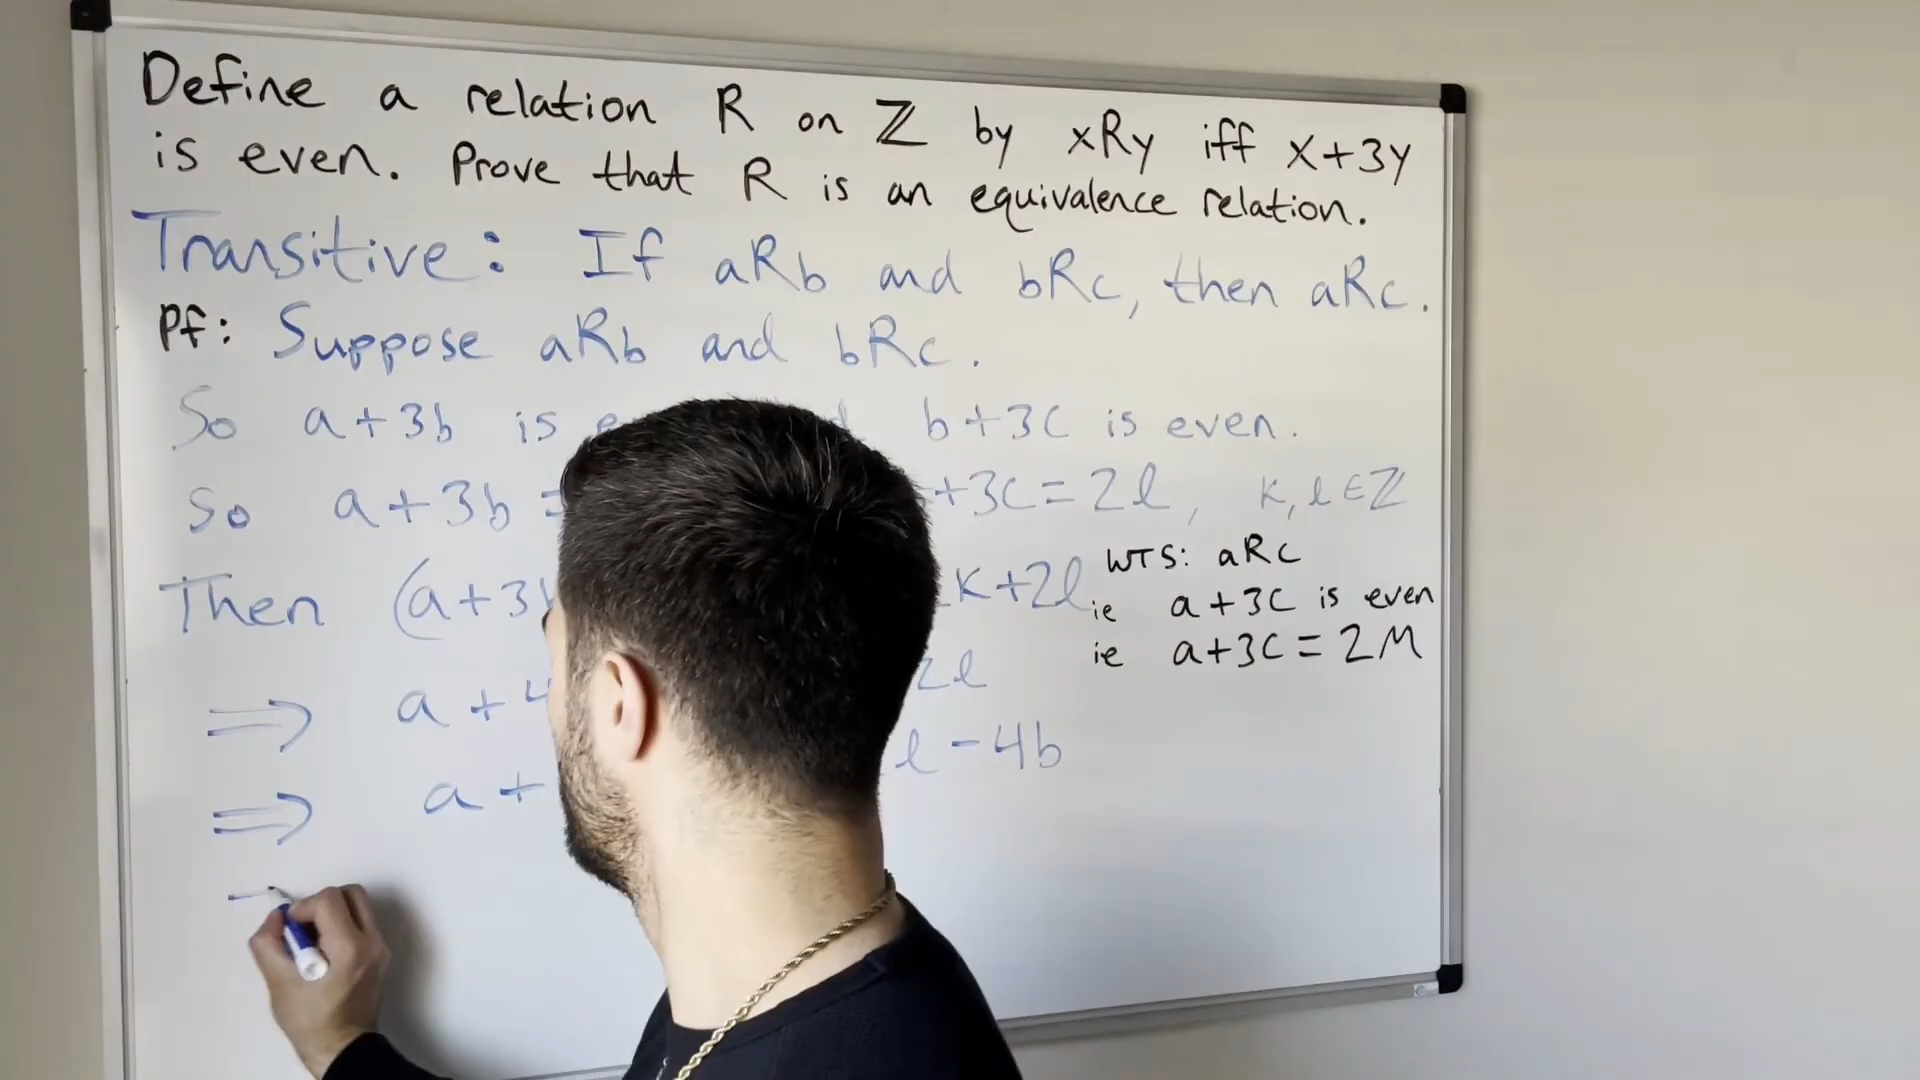 Define a relation R on ℤ by xRy iff x+3y
is even. Prove that R is an equivalence relation.
Transitive: If aRb and bRc, then aRc.
Pf: Suppose aRb and bRc.
So a+3b is b+3c is even.
So a+3b = +3c=2l, k, l ∈ ℤ
WTS: aRc
Then (a+3 k+2l
ie a+3c is even
ie a+3c = 2M
⟹ a+4 2l
⟹ a+ l-4b